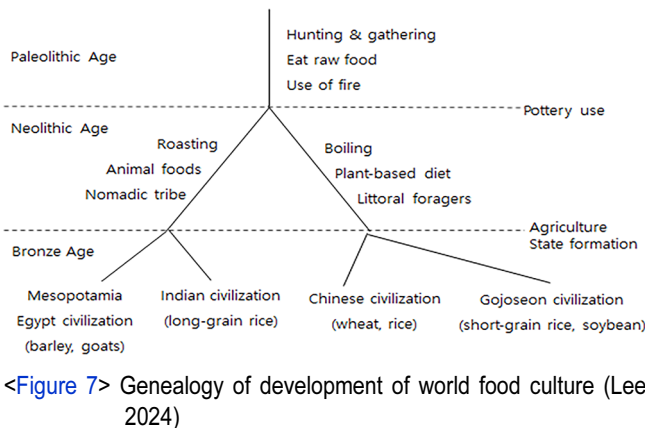 Hunting & gathering
Paleolithic Age
Eat raw food
Use of fire
Pottery use
Neolithic Age
Roasting
Boiling
Animal foods
Plant-based diet
Nomadic tribe
Littoral foragers
Agriculture
State formation
Bronze Age
Mesopotamia
Egypt civilization
(barley, goats)
Indian civilization
(long-grain rice)
Chinese civilization
(wheat, rice)
Gojoseon civilization
(short-grain rice, soybean)
<Figure 7> Genealogy of development of world food culture (Lee
2024)